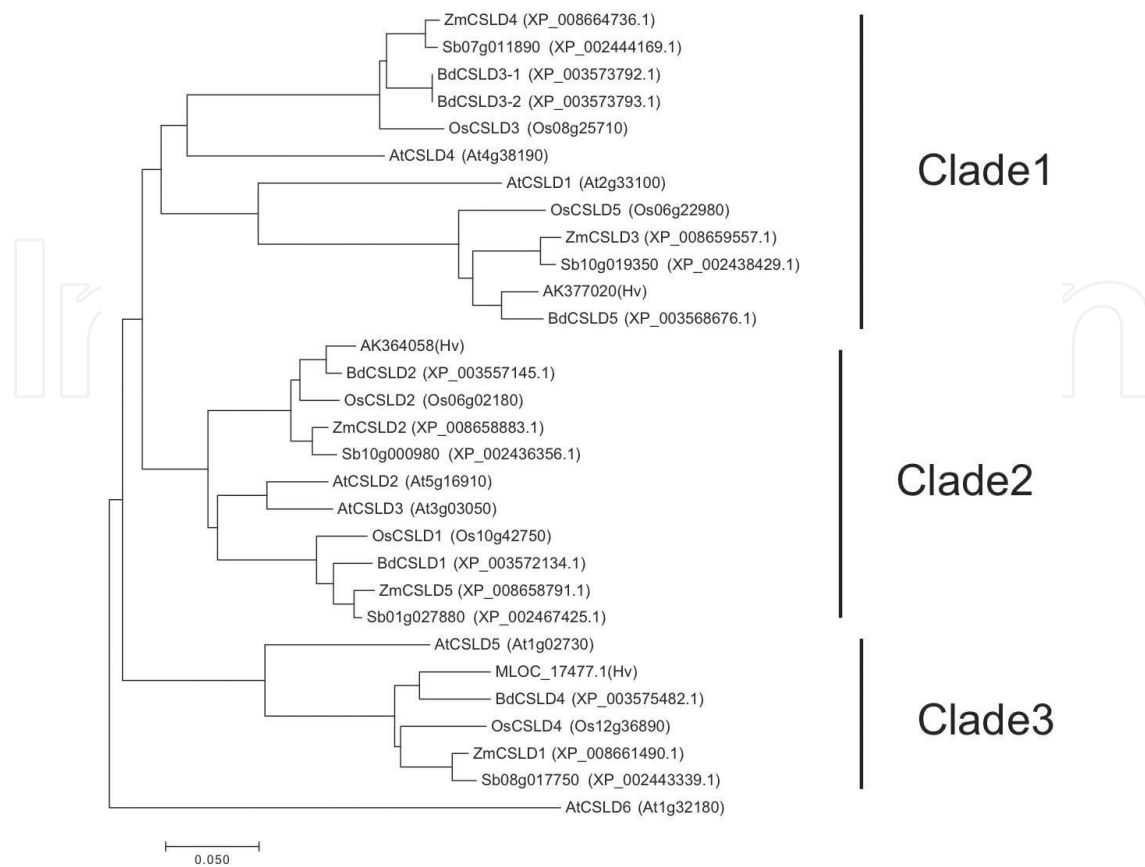 ZmCSLD4 (XP_008664736.1)
Sb07g011890 (XP_002444169.1)
BdCSLD3-1 (XP_003573792.1)
BdCSLD3-2 (XP_003573793.1)
OsCSLD3 (Os08g25710)
AtCSLD4 (At4g38190)
Clade1
AtCSLD1 (At2g33100)
OsCSLD5 (Os06g22980)
ZmCSLD3 (XP_008659557.1)
Sb10g019350 (XP_002438429.1)
AK377020(Hv)
BdCSLD5 (XP_003568676.1)
AK364058(Hv)
BdCSLD2 (XP_003557145.1)
OsCSLD2 (Os06g02180)
ZmCSLD2 (XP_008658883.1)
Sb10g000980 (XP_002436356.1)
Clade2
AtCSLD2 (At5g16910)
AtCSLD3 (At3g03050)
OsCSLD1 (Os10g42750)
BdCSLD1 (XP_003572134.1)
ZmCSLD5 (XP_008658791.1)
Sb01g027880 (XP_002467425.1)
AtCSLD5 (At1g02730)
MLOC_17477.1(Hv)
BdCSLD4 (XP_003575482.1)
Clade3
OsCSLD4 (Os12g36890)
ZmCSLD1 (XP_008661490.1)
Sb08g017750 (XP_002443339.1)
AtCSLD6 (At1g32180)
0.050